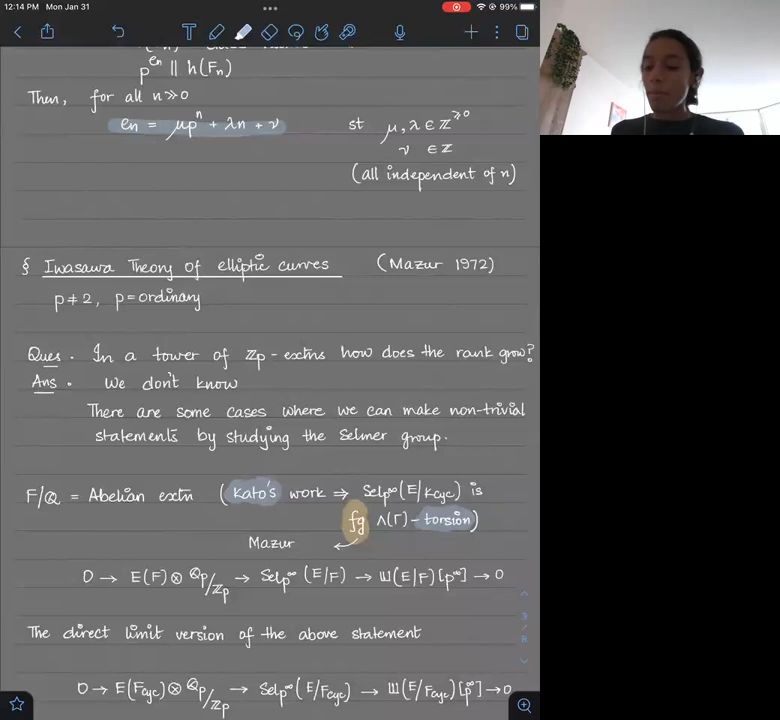 12:14 PM Mon Jan 31
99%
p^{e_n} || h(F_n)
Then, for all n≫0
e_n = μp^n + λn + ν st μ, λ ∈ ℤ^{≥0}
ν ∈ ℤ
(all independent of n)
§ Iwasawa Theory of elliptic curves (Mazur 1972)
p ≠ 2, p = ordinary
Ques. In a tower of ℤp-extns how does the rank grow?
Ans. We don't know
There are some cases where we can make non-trivial
statements by studying the Selmer group.
F/ℚ = Abelian extn (Kato's work ⇒ Sel_{p^∞}(E/K_{cyc}) is
fg Λ(Γ)-torsion)
Mazur ←
0 → E(F) ⊗ ℚp/ℤp → Sel_{p^∞}(E/F) → Ш(E/F)[p^∞] → 0
The direct limit version of the above statement
0 → E(F_{cyc}) ⊗ ℚp/ℤp → Sel_{p^∞}(E/F_{cyc}) → Ш(E/F_{cyc})[p^∞] → 0